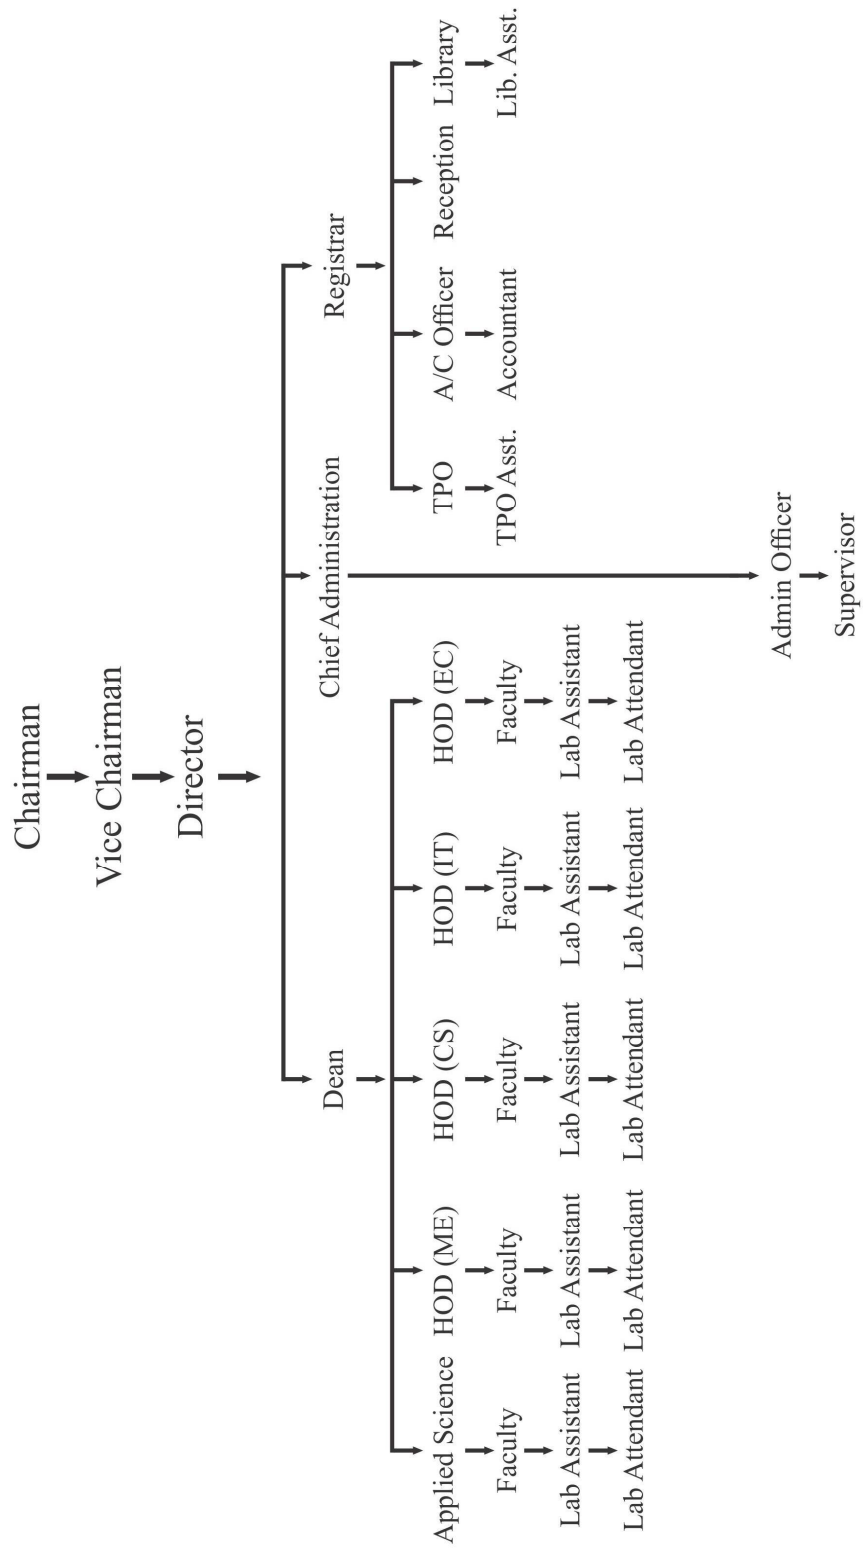 Chairman
Vice Chairman
Director
Dean
Chief Administration
Registrar
Applied Science
HOD (ME)
HOD (CS)
HOD (IT)
HOD (EC)
TPO
A/C Officer
Reception
Library
Faculty
Faculty
Faculty
Faculty
Faculty
TPO Asst.
Accountant
Lib. Asst.
Lab Assistant
Lab Assistant
Lab Assistant
Lab Assistant
Lab Assistant
Lab Attendant
Lab Attendant
Lab Attendant
Lab Attendant
Lab Attendant
Admin Officer
Supervisor